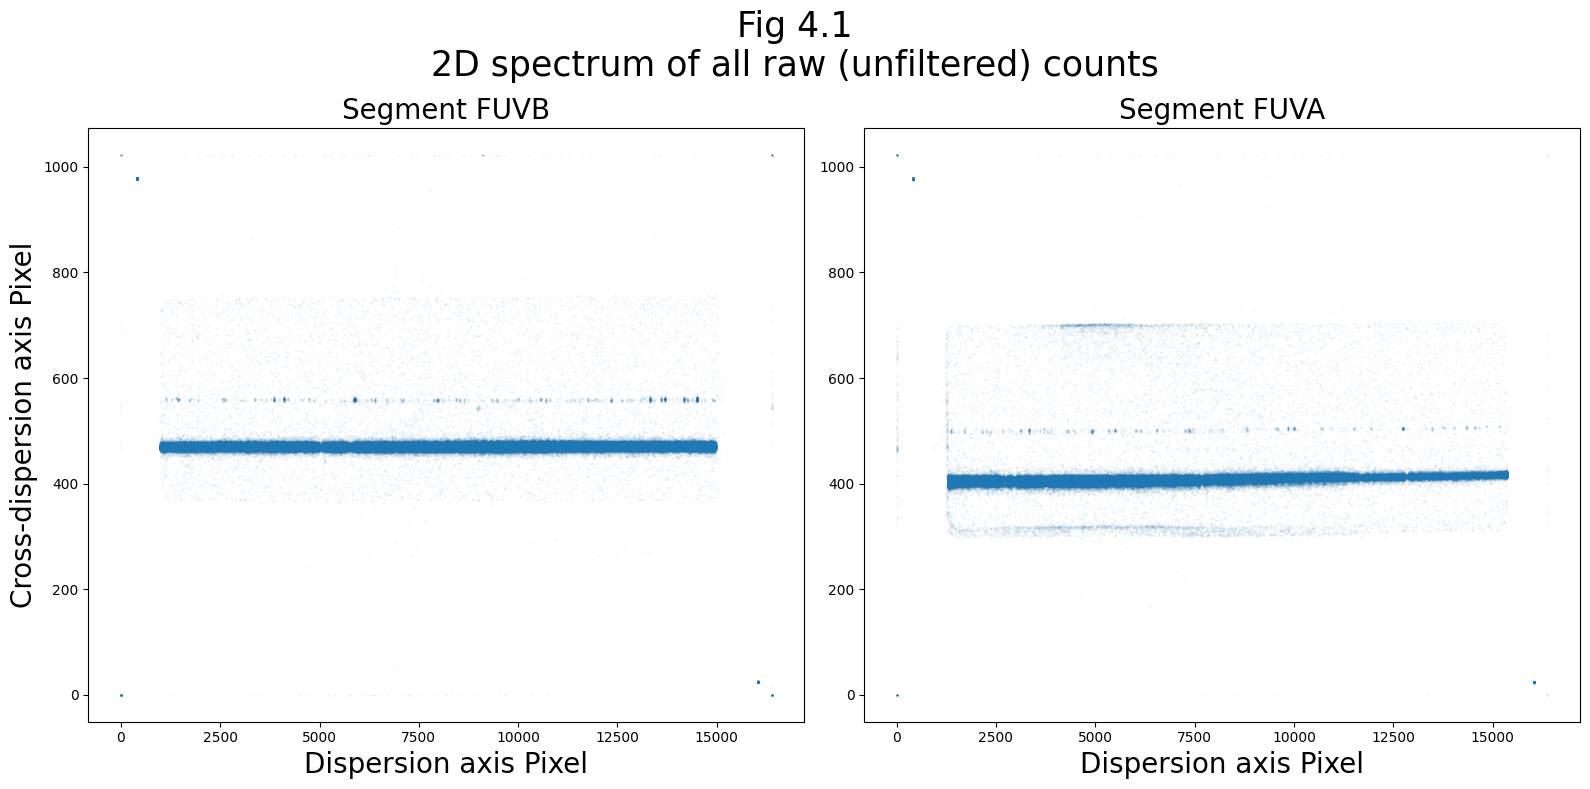 Fig 4.1
2D spectrum of all raw (unfiltered) counts
Segment FUVB
Segment FUVA
Cross-dispersion axis Pixel
1000
800
600
400
200
0
0 2500 5000 7500 10000 12500 15000
Dispersion axis Pixel
1000
800
600
400
200
0
0 2500 5000 7500 10000 12500 15000
Dispersion axis Pixel